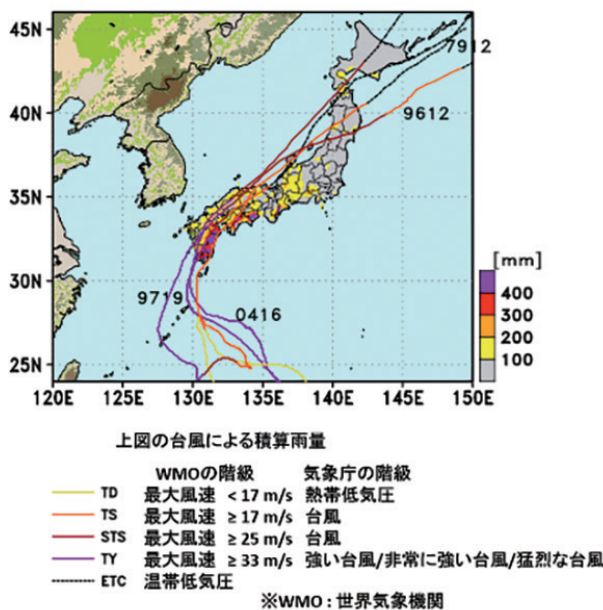 45N
7912
40N
9612
35N
[mm]
400
30N
300
9719
0416
200
100
25N
120E 125E 130E 135E 140E 145E 150E
上図の台風による積算雨量
WMOの階級 気象庁の階級
TD 最大風速 < 17 m/s 熱帯低気圧
TS 最大風速 ≥ 17 m/s 台風
STS 最大風速 ≥ 25 m/s 台風
TY 最大風速 ≥ 33 m/s 強い台風/非常に強い台風/猛烈な台風
ETC 温帯低気圧
※WMO : 世界気象機関